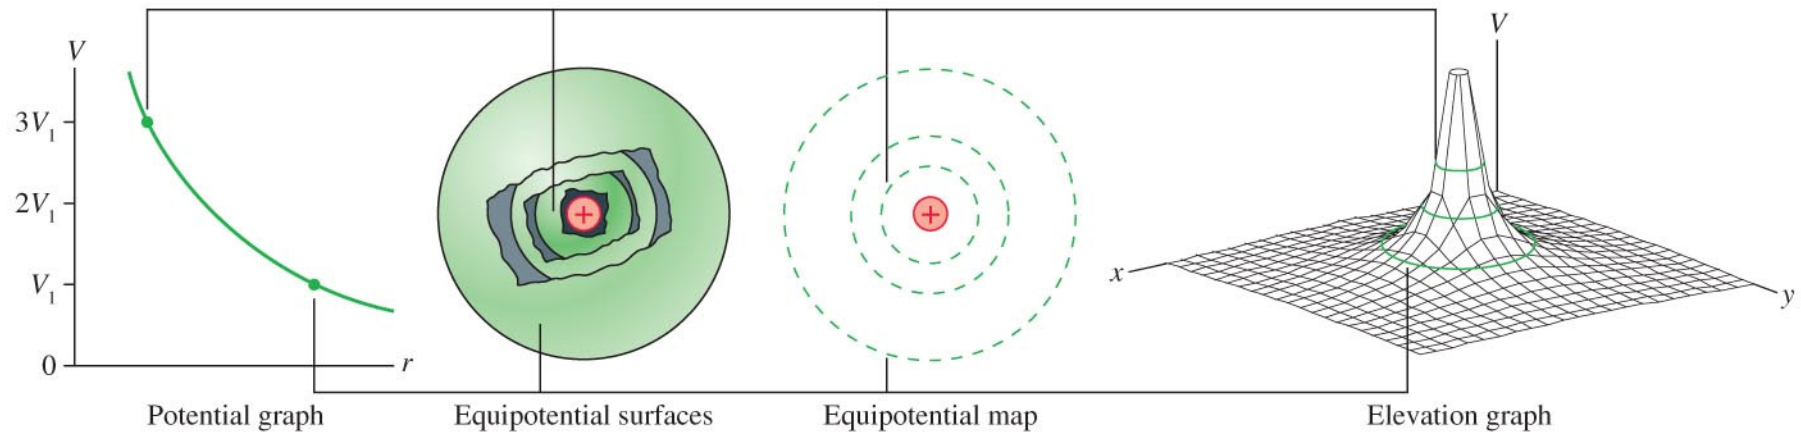 V
3V₁
2V₁
V₁
0
r
+
+
V
x
y
Potential graph
Equipotential surfaces
Equipotential map
Elevation graph